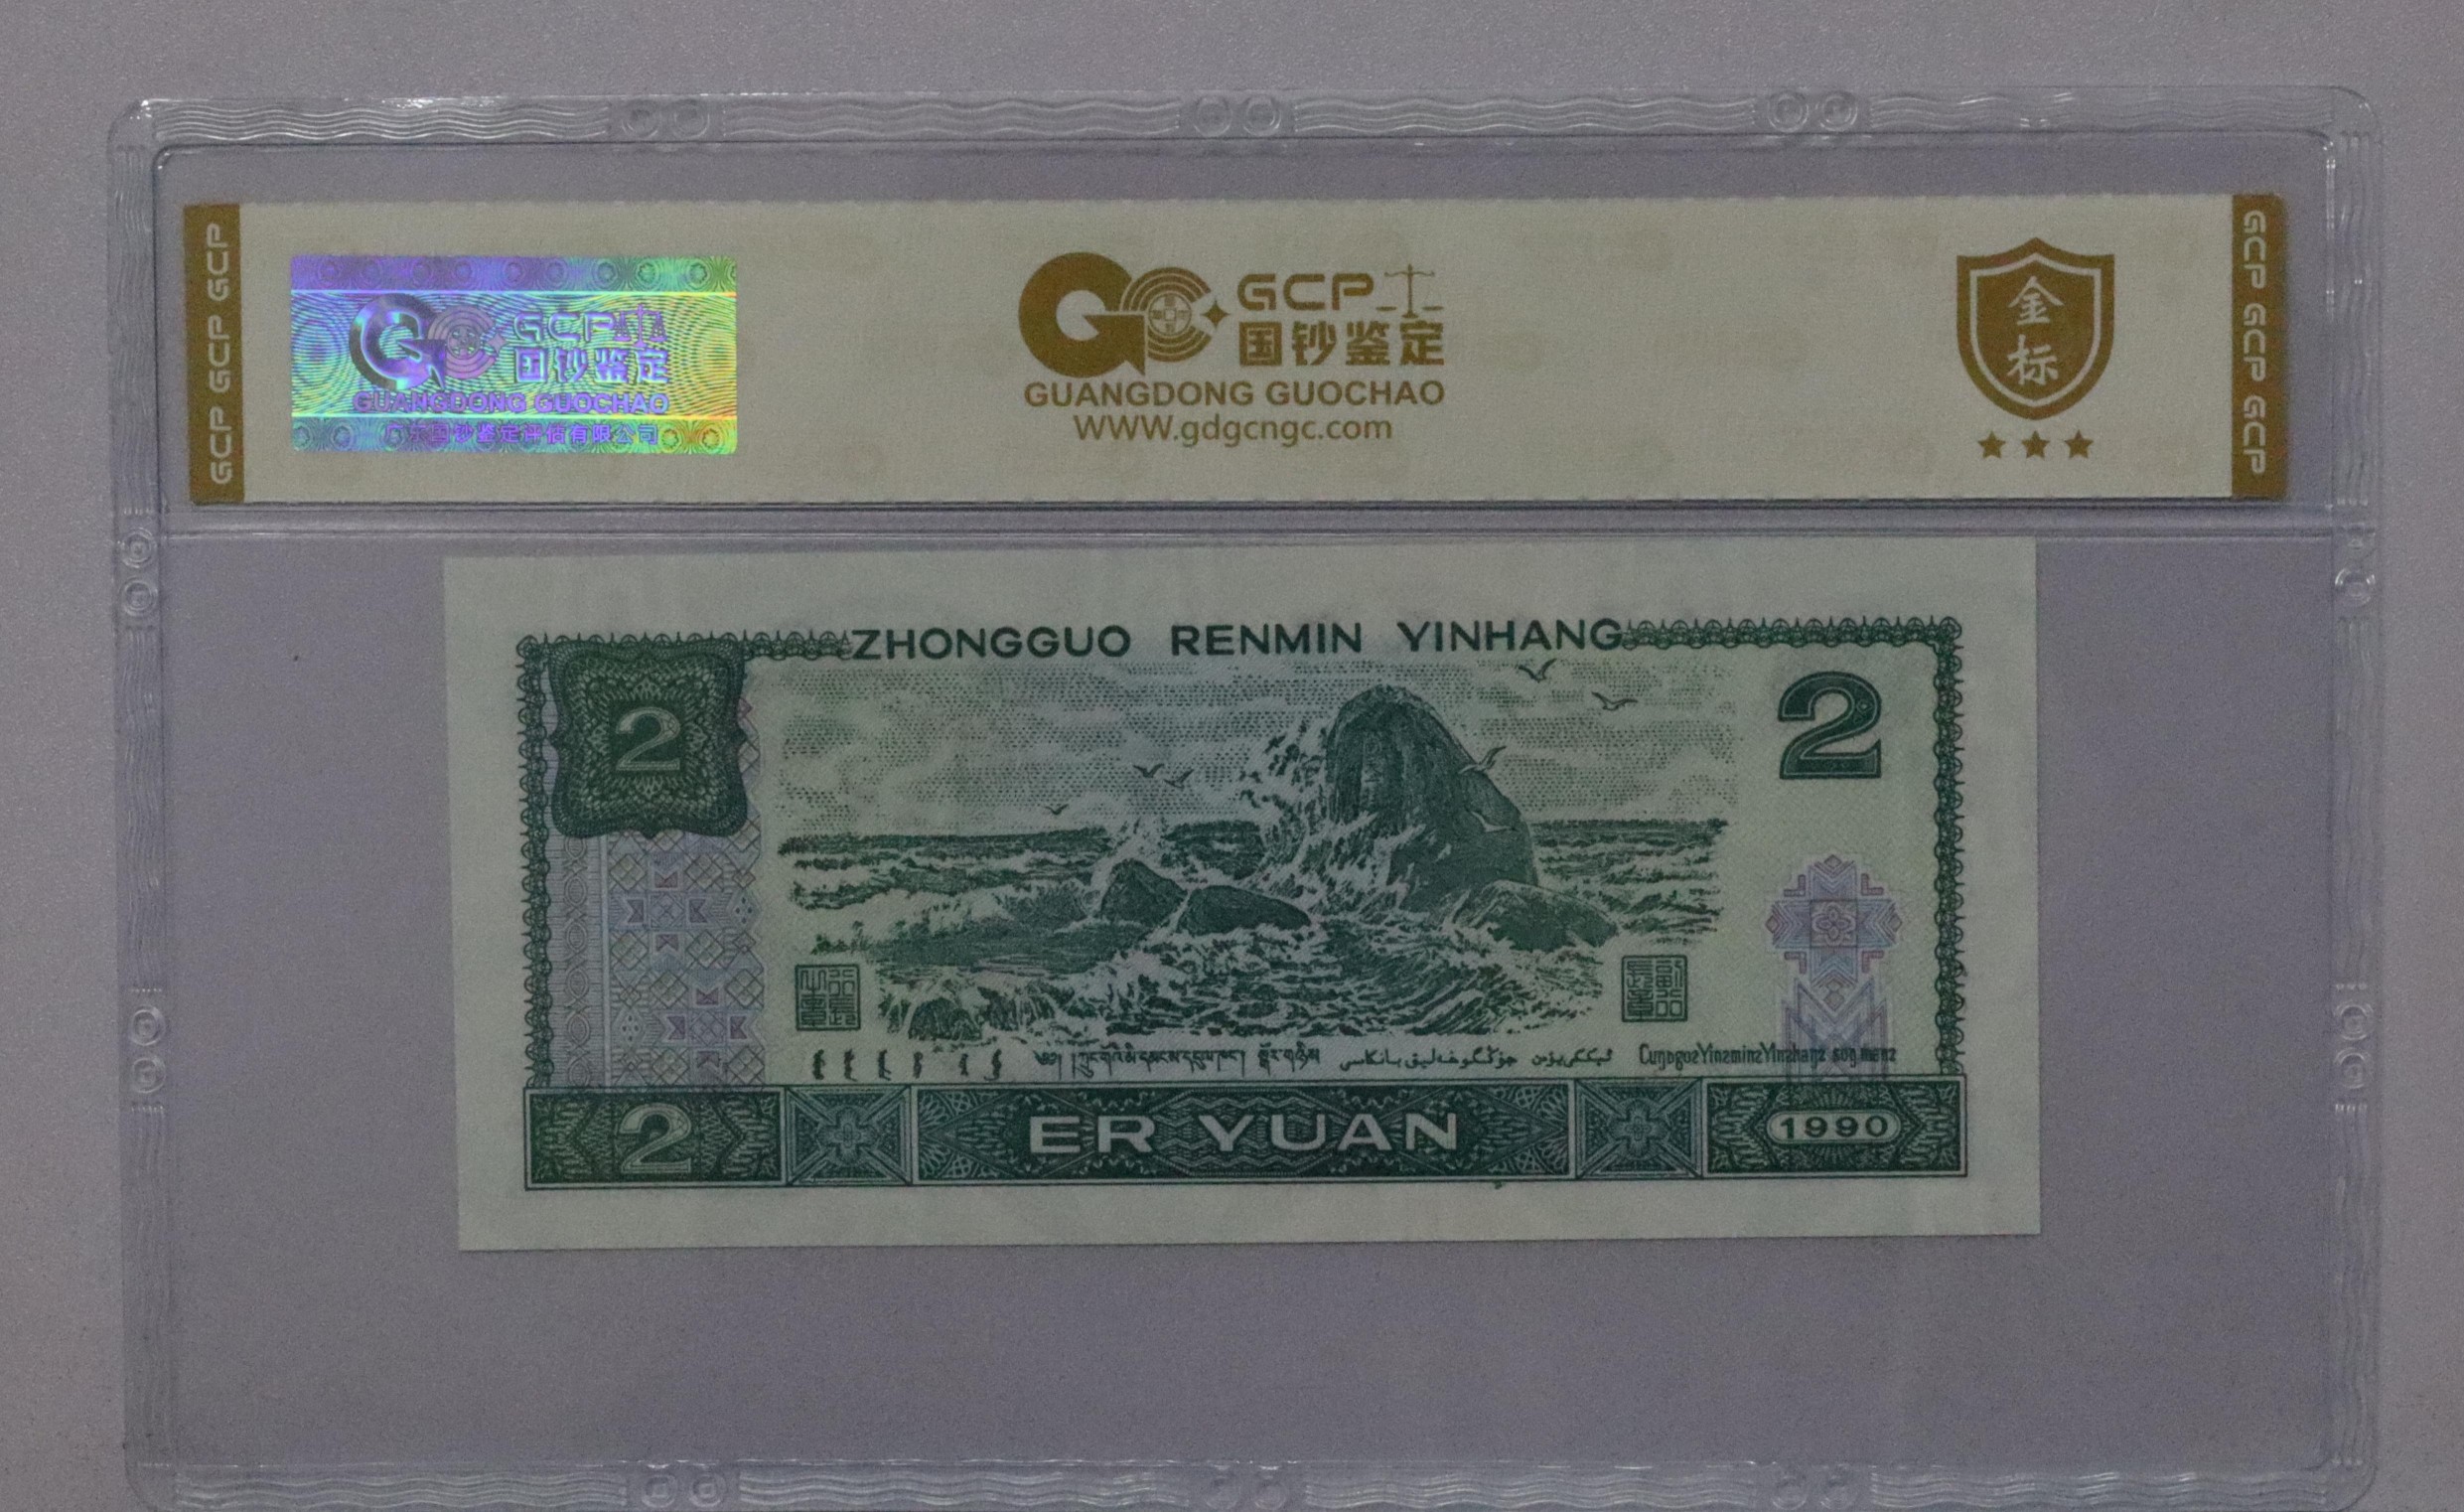 GCP GCP GCP
GCP
国钞鉴定
GUANGDONG GUOCHAO
广东国钞鉴定评估有限公司
GCP
国钞鉴定
GUANGDONG GUOCHAO
WWW.gdgcngc.com
金
标
GCP GCP GCP
ZHONGGUO RENMIN YINHANG
2
2
2
ER YUAN
1990